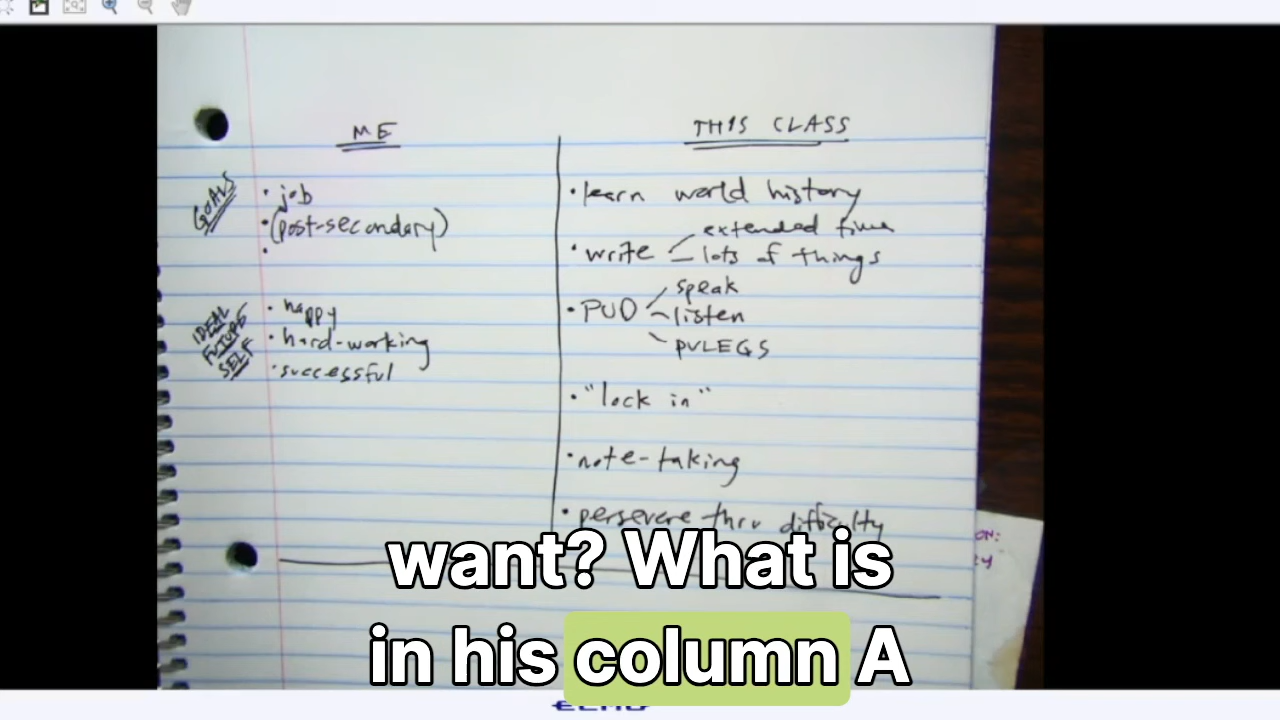 ME
THIS CLASS
GOALS
• job
• (post-secondary)
•
IDEAL
FUTURE
SELF
• happy
• hard-working
• successful
• learn world history
• write
extended time
lots of things
• PUD
speak
listen
PVLEGS
• "lock in"
• note-taking
• persevere thru difficulty
ON:
want? What is
in his column A
ELMO